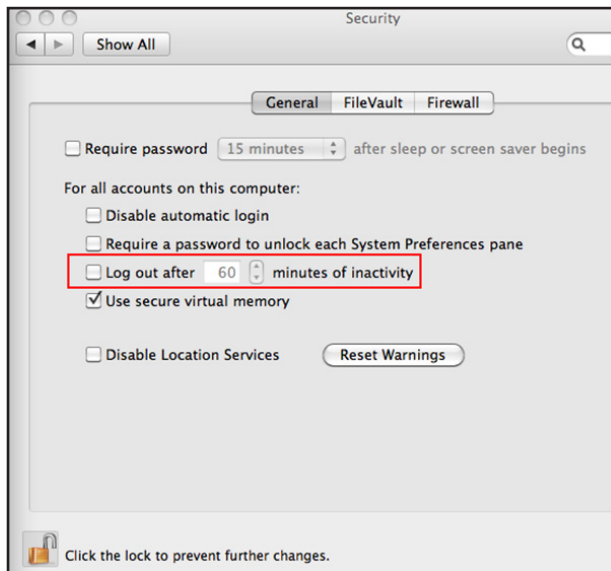 Security
Show All
General FileVault Firewall
Require password 15 minutes after sleep or screen saver begins
For all accounts on this computer:
Disable automatic login
Require a password to unlock each System Preferences pane
Log out after 60 minutes of inactivity
Use secure virtual memory
Disable Location Services Reset Warnings
Click the lock to prevent further changes.